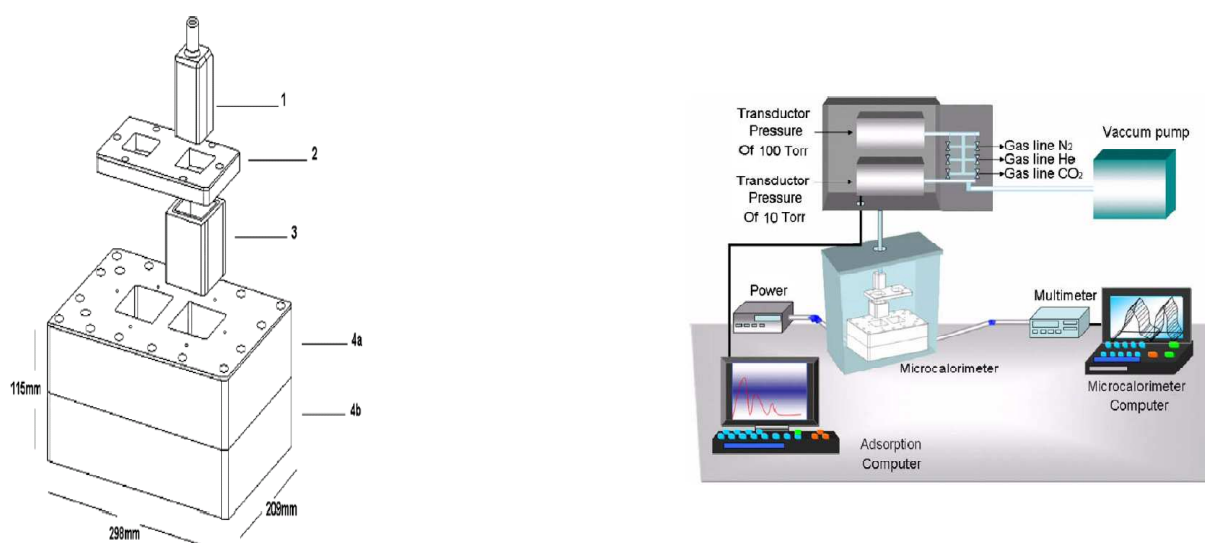 1
2
3
4a
4b
115mm
298mm
209mm
Transductor
Pressure
Of 100 Torr
Transductor
Pressure
Of 10 Torr
Gas line N₂
Gas line He
Gas line CO₂
Vaccum pump
Power
Multimeter
Microcalorimeter
Microcalorimeter
Computer
Adsorption
Computer